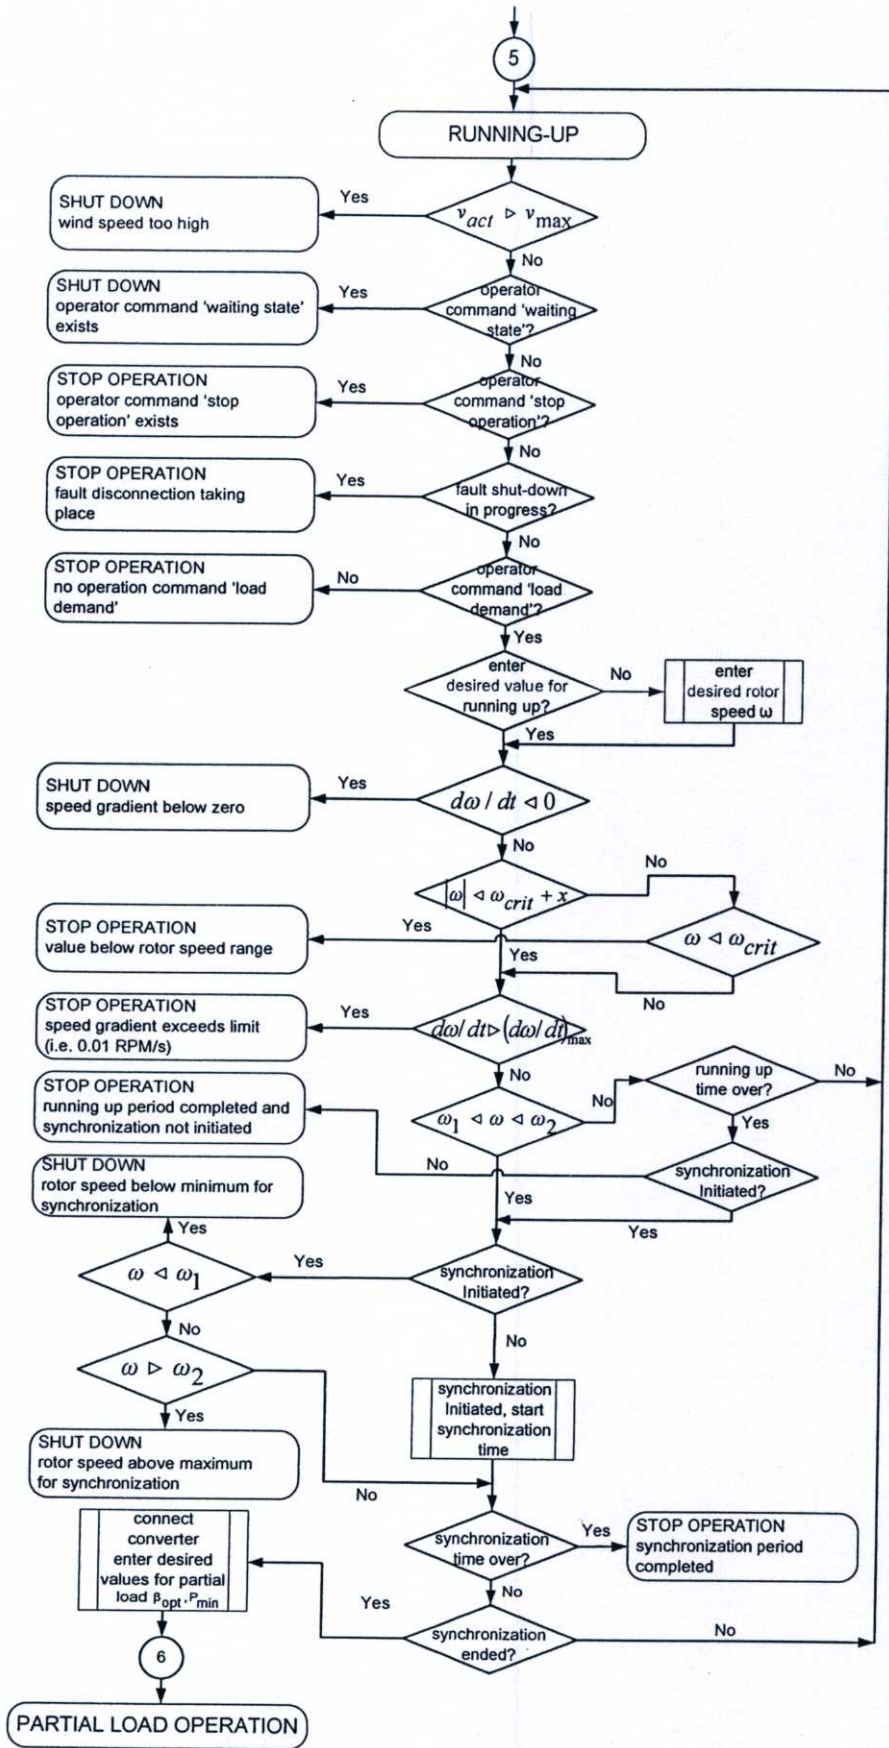 5
RUNNING-UP
SHUT DOWN
wind speed too high
Yes
v_act ▷ v_max
No
SHUT DOWN
operator command 'waiting state'
exists
Yes
operator
command 'waiting
state'?
No
STOP OPERATION
operator command 'stop
operation' exists
Yes
operator
command 'stop
operation'?
No
STOP OPERATION
fault disconnection taking
place
Yes
fault shut-down
in progress?
No
STOP OPERATION
no operation command 'load
demand'
No
operator
command 'load
demand'?
Yes
enter
desired value for
running up?
No
enter
desired rotor
speed ω
Yes
SHUT DOWN
speed gradient below zero
Yes
dω / dt ◁ 0
No
|ω| ◁ ω_crit + x
No
STOP OPERATION
value below rotor speed range
Yes
ω ◁ ω_crit
Yes
No
STOP OPERATION
speed gradient exceeds limit
(i.e. 0.01 RPM/s)
Yes
dω/dt ▷ (dω/dt)max
No
running up
time over?
No
STOP OPERATION
running up period completed and
synchronization not initiated
ω1 ◁ ω ◁ ω2
No
Yes
No
synchronization
Initiated?
SHUT DOWN
rotor speed below minimum for
synchronization
Yes
Yes
Yes
ω ◁ ω1
Yes
synchronization
Initiated?
No
No
ω ▷ ω2
Yes
synchronization
Initiated, start
synchronization
time
SHUT DOWN
rotor speed above maximum
for synchronization
No
connect
converter
enter desired
values for partial
load βopt, Pmin
synchronization
time over?
Yes
STOP OPERATION
synchronization period
completed
No
Yes
synchronization
ended?
No
6
PARTIAL LOAD OPERATION